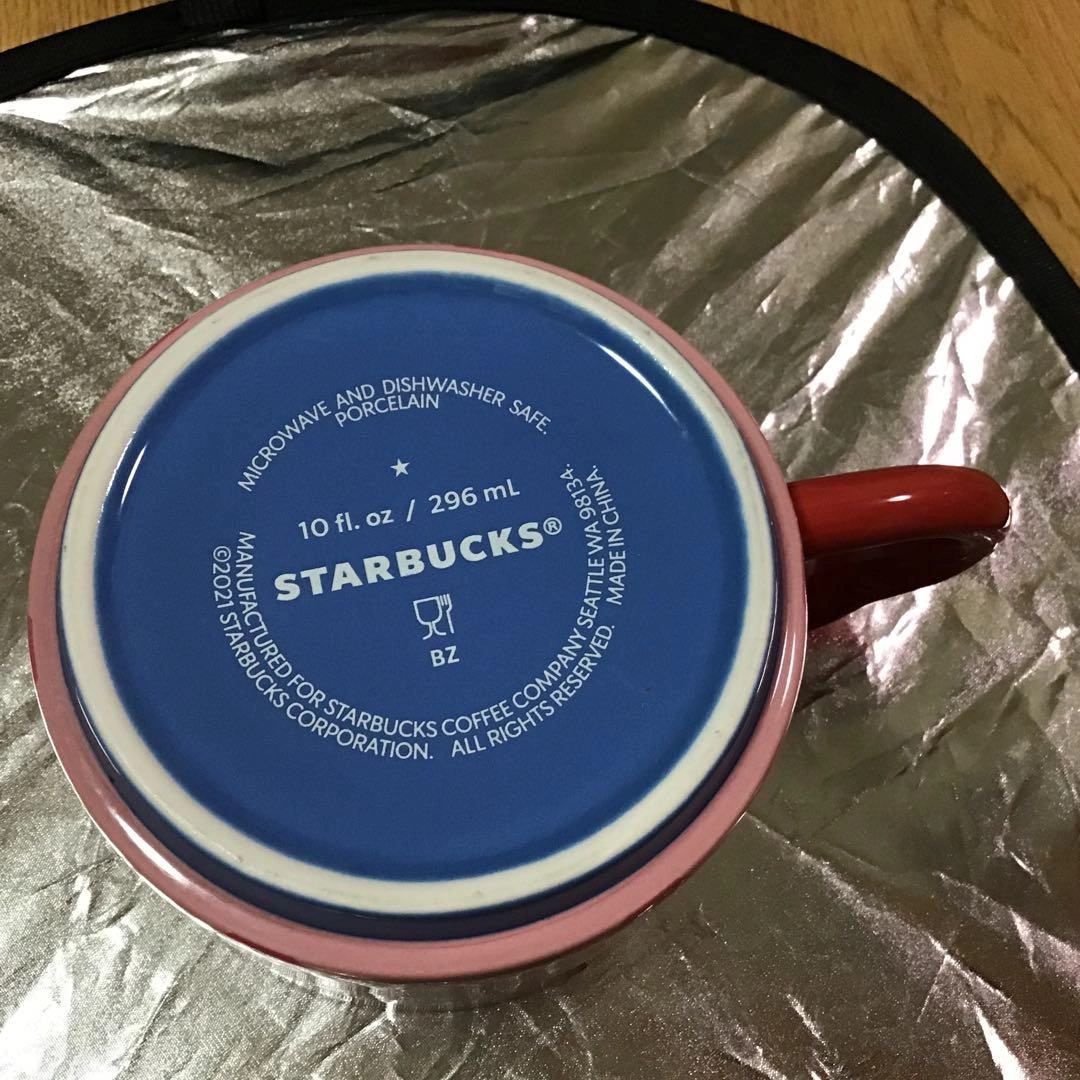 MICROWAVE AND DISHWASHER SAFE.
PORCELAIN
10 fl. oz / 296 mL
STARBUCKS®
BZ
MANUFACTURED FOR STARBUCKS COFFEE COMPANY SEATTLE WA 98134.
©2021 STARBUCKS CORPORATION. ALL RIGHTS RESERVED. MADE IN CHINA.